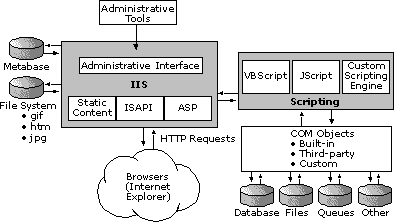 Administrative
Tools
Metabase
Administrative Interface
IIS
Static
Content
ISAPI
ASP
File System
• gif
• htm
• jpg
HTTP Requests
Browsers
(Internet
Explorer)
VBScript
JScript
Custom
Scripting
Engine
Scripting
COM Objects
• Built-in
• Third-party
• Custom
Database
Files
Queues
Other